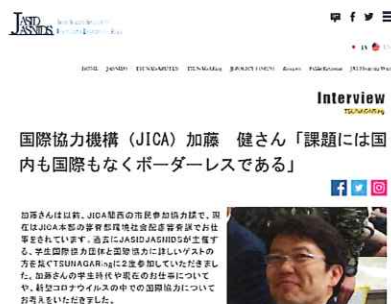 JASID
JASNIDS
Interview
TSUNAGARing
国際協力機構（JICA）加藤　健さん「課題には国
内も国際もなくボーダーレスである」
加藤さんは以前、JICA関西の市民参加協力課で、現
在はJICA本部の審査部環境社会配慮審査課でお仕
事をされています。過去にJASID JASNIDSが主催す
る、学生国際協力団体と国際協力に詳しいゲストの
方を繋ぐTSUNAGARingに2度参加していただきまし
た。加藤さんの学生時代や現在のお仕事について
や、新型コロナウイルスの中での国際協力について
お考えをいただきました。